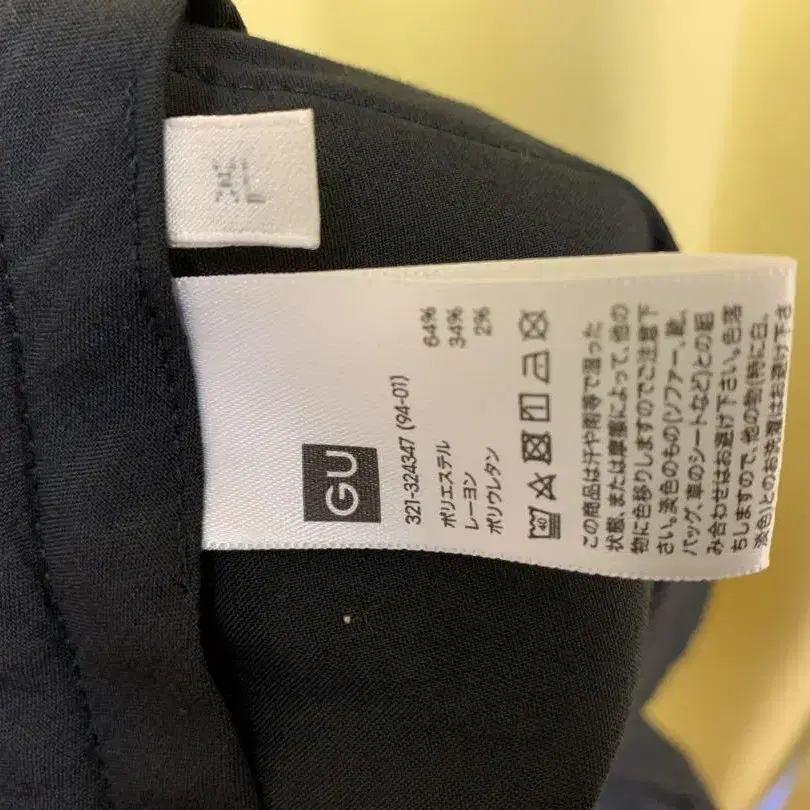 GU
321-324347 (94-01)
ポリエステル 64%
レーヨン 34%
ポリウレタン 2%
40
この商品は汗や雨等で湿った
状態、または摩擦によって、他の
物に色移りしますのでご注意下
さい。淡色のもの(ソファー、靴、
バッグ、車のシートなど)との組
み合わせはお避け下さい。色落
ちしますので、他の物(特に白、
淡色)とのお洗濯はお避け下さ